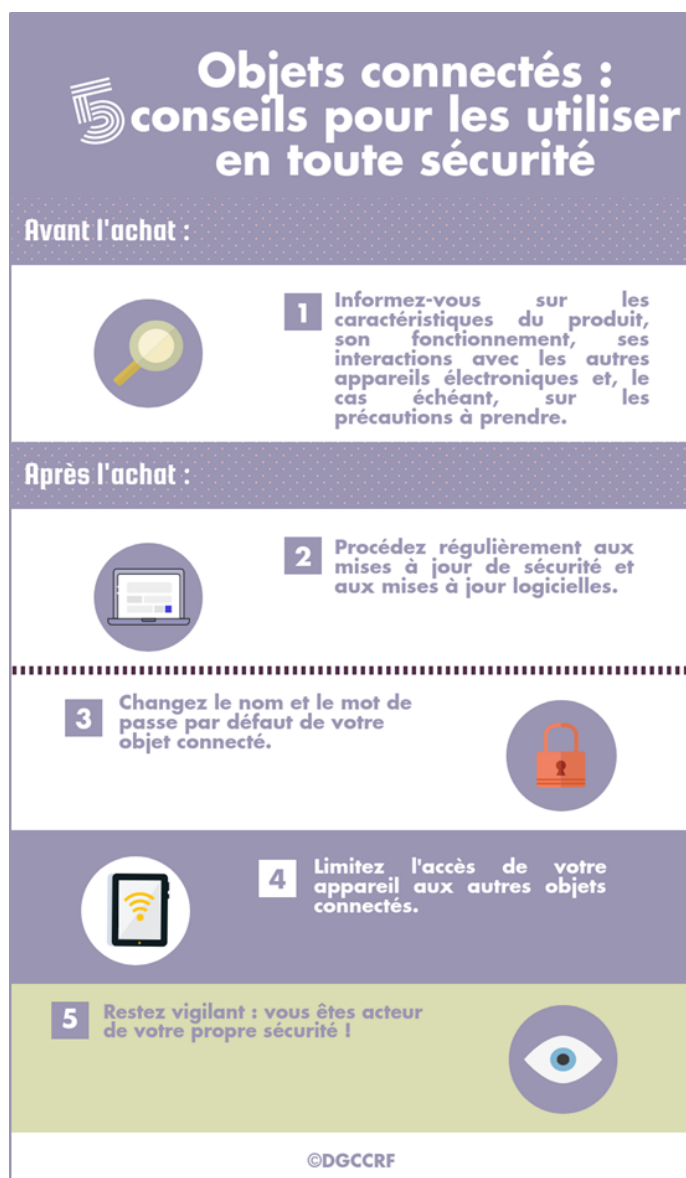 Objets connectés :
5 conseils pour les utiliser
en toute sécurité
Avant l'achat :
1
Informez-vous sur les
caractéristiques du produit,
son fonctionnement, ses
interactions avec les autres
appareils électroniques et, le
cas échéant, sur les
précautions à prendre.
Après l'achat :
2
Procédez régulièrement aux
mises à jour de sécurité et
aux mises à jour logicielles.
3
Changez le nom et le mot de
passe par défaut de votre
objet connecté.
4
Limitez l'accès de votre
appareil aux autres objets
connectés.
5
Restez vigilant : vous êtes acteur
de votre propre sécurité !
©DGCCRF